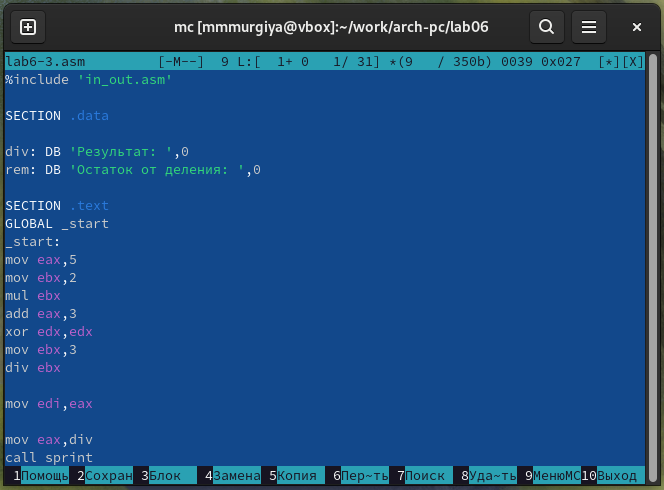 mc [mmmurgiya@vbox]:~/work/arch-pc/lab06
lab6-3.asm [-M--] 9 L:[ 1+ 0 1/ 31] *(9 / 350b) 0039 0x027 [*][X]
%include 'in_out.asm'
SECTION .data
div: DB 'Результат: ',0
rem: DB 'Остаток от деления: ',0
SECTION .text
GLOBAL _start
_start:
mov eax,5
mov ebx,2
mul ebx
add eax,3
xor edx,edx
mov ebx,3
div ebx
mov edi,eax
mov eax,div
call sprint
1Помощь 2Сохран 3Блок 4Замена 5Копия 6Пер~ть 7Поиск 8Уда~ть 9МенюМС 10Выход